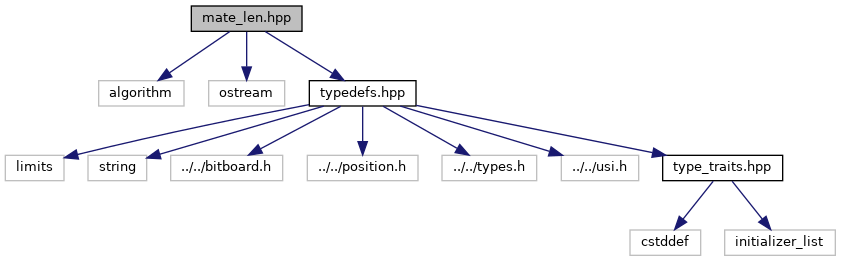 mate_len.hpp
algorithm
ostream
typedefs.hpp
limits
string
../../bitboard.h
../../position.h
../../types.h
../../usi.h
type_traits.hpp
cstddef
initializer_list